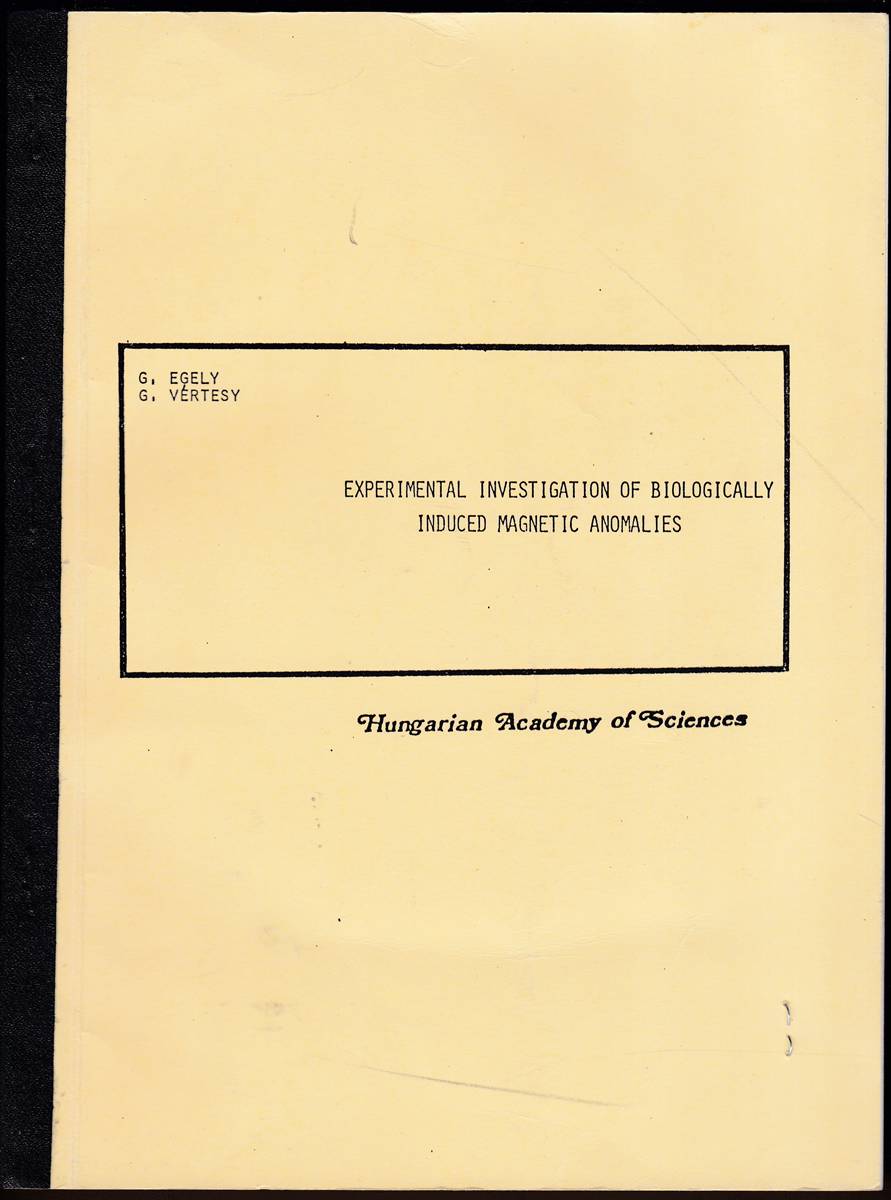 G. EGELY
G. VÉRTESY
EXPERIMENTAL INVESTIGATION OF BIOLOGICALLY
INDUCED MAGNETIC ANOMALIES
Hungarian Academy of Sciences